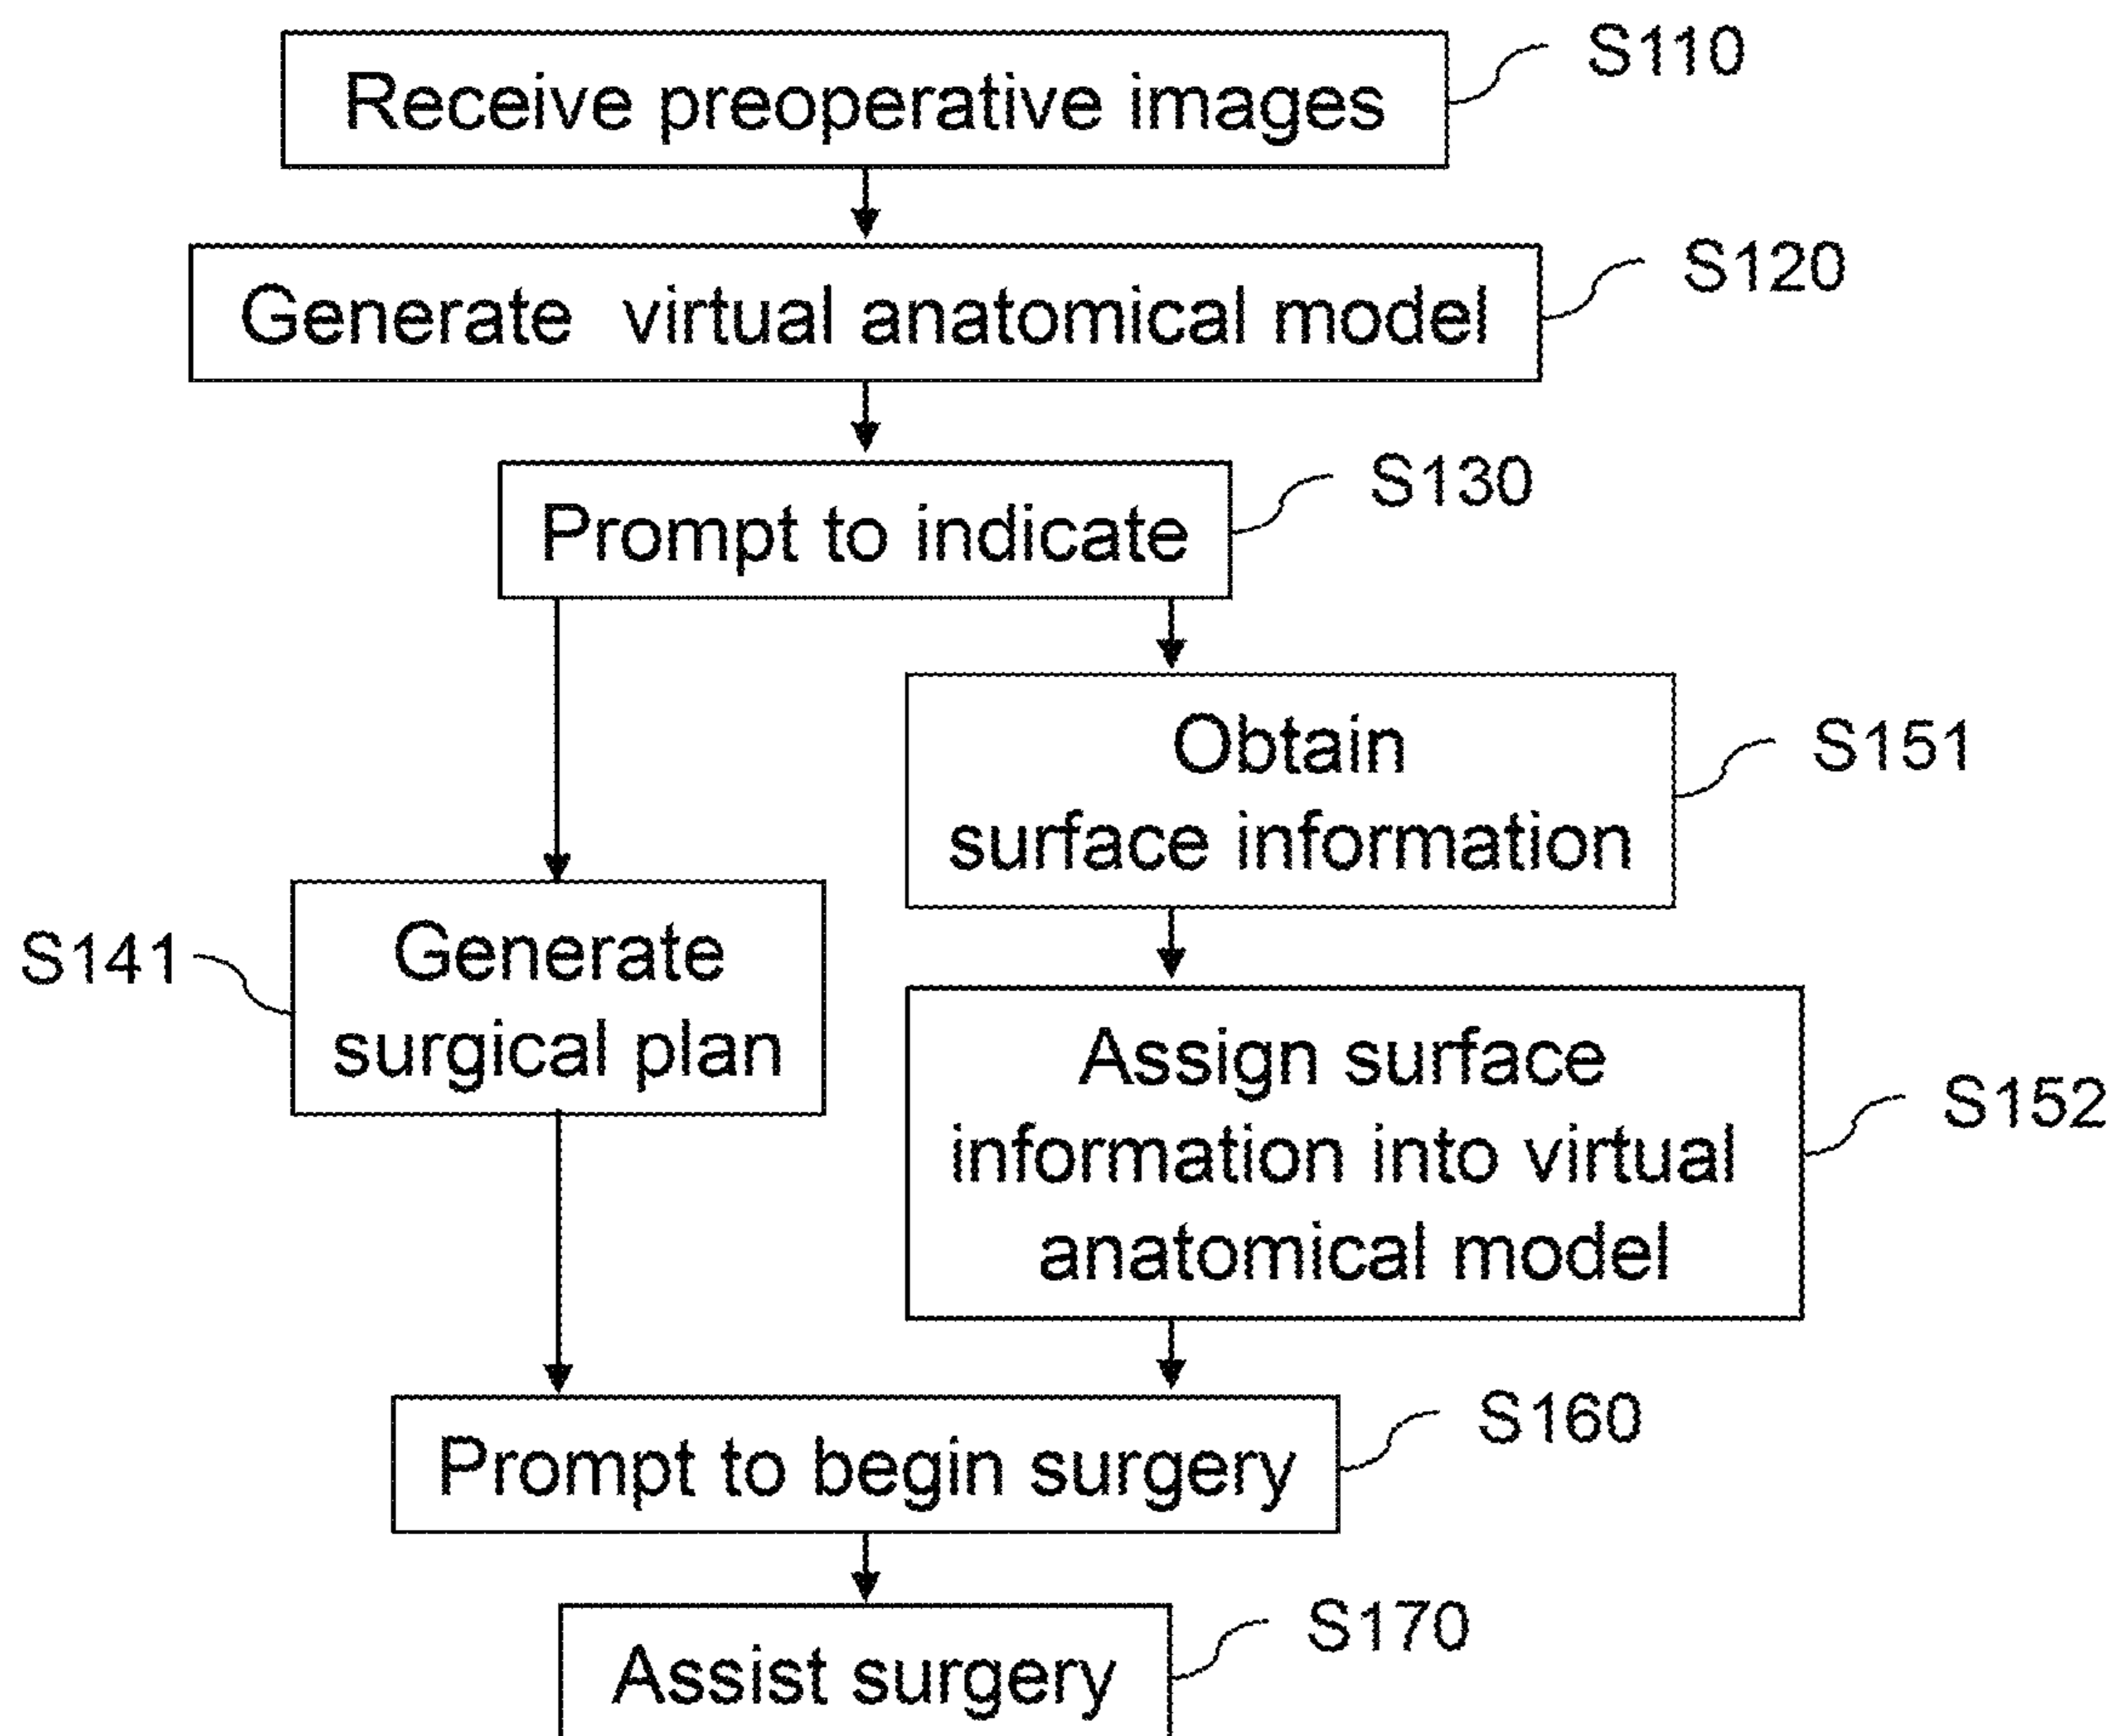 Receive preoperative images
S110
Generate virtual anatomical model
S120
Prompt to indicate
S130
Obtain
surface information
S151
Generate
surgical plan
S141
Assign surface
information into virtual
anatomical model
S152
Prompt to begin surgery
S160
Assist surgery
S170